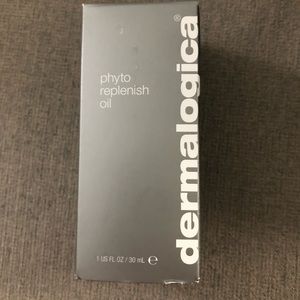 phyto
replenish
oil
dermalogica®
1 US FL OZ / 30 mL ℮